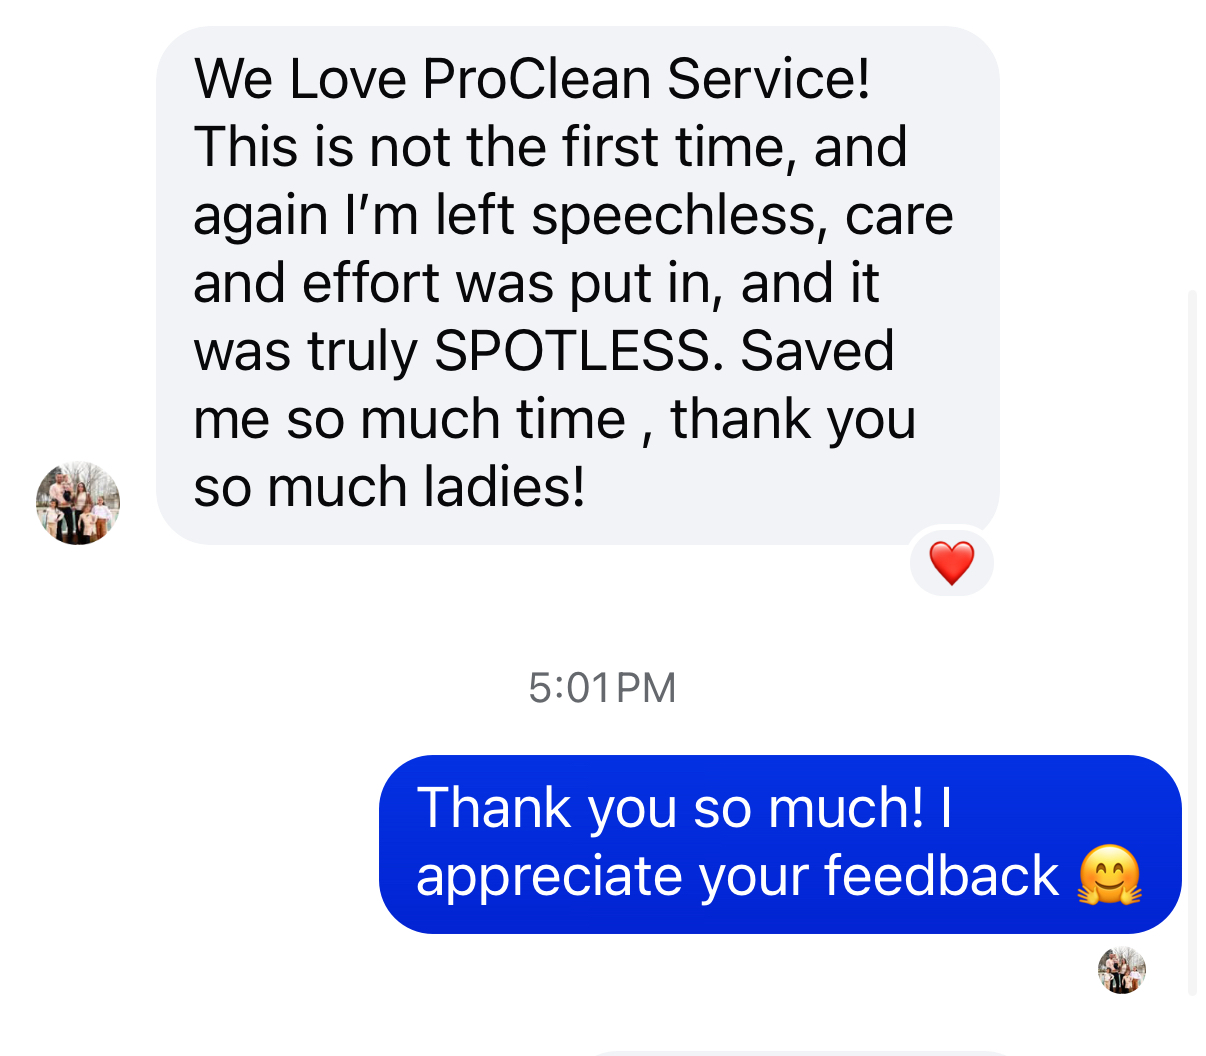 We Love ProClean Service!
This is not the first time, and
again I’m left speechless, care
and effort was put in, and it
was truly SPOTLESS. Saved
me so much time , thank you
so much ladies!
❤️
5:01 PM
Thank you so much! I
appreciate your feedback 🤗